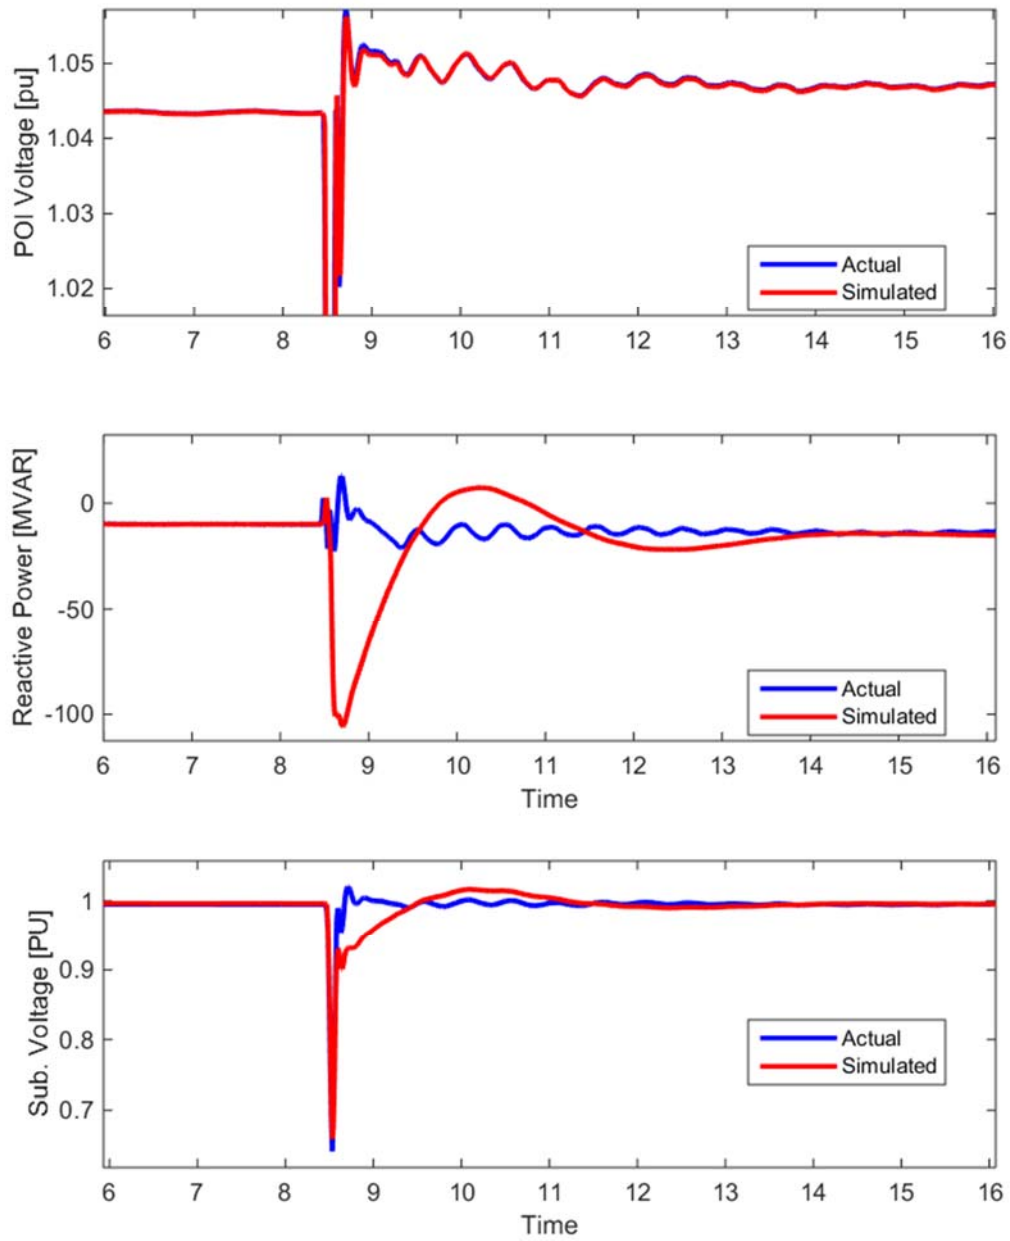 POI Voltage [pu]
1.05
1.04
1.03
1.02
Actual
Simulated
6 7 8 9 10 11 12 13 14 15 16
Reactive Power [MVAR]
0
-50
-100
Actual
Simulated
6 7 8 9 10 11 12 13 14 15 16
Time
Sub. Voltage [PU]
1
0.9
0.8
0.7
Actual
Simulated
6 7 8 9 10 11 12 13 14 15 16
Time